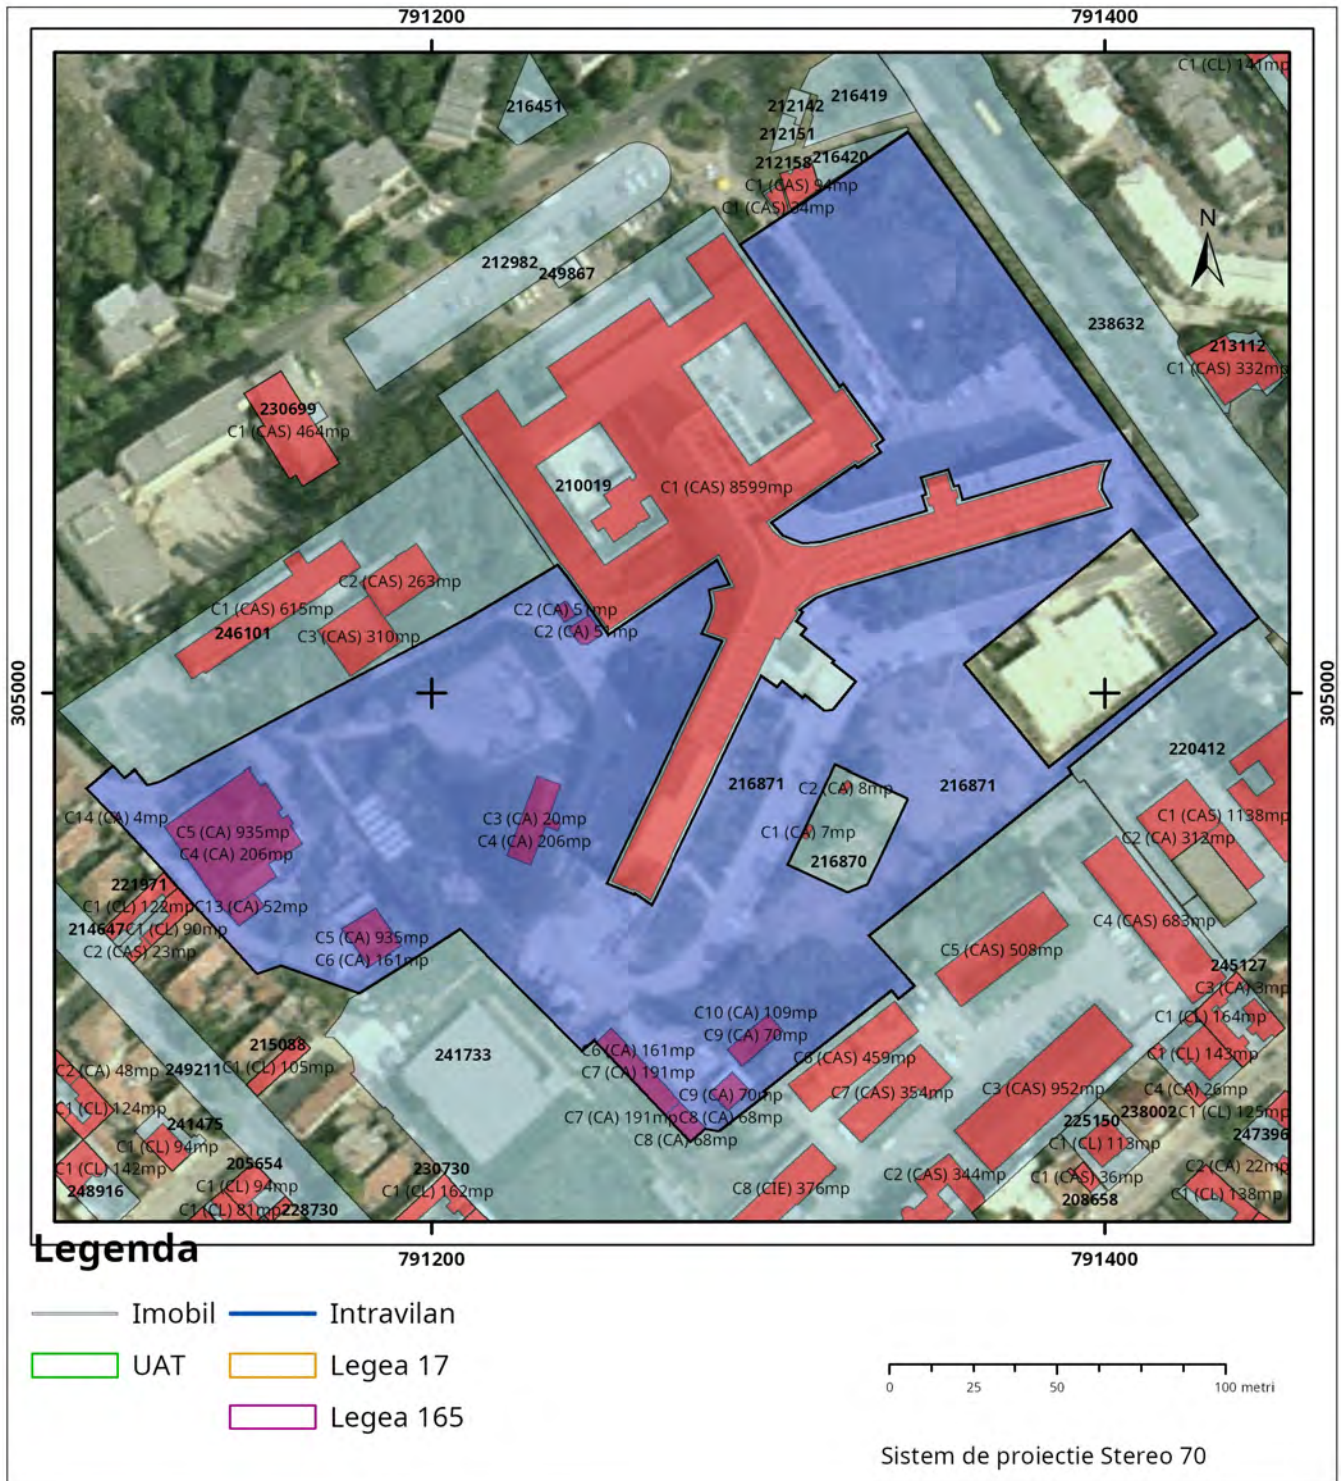 791200
791400
C1 (CL) 141mp
216451
212142
216419
212151
212158
216420
C1 (CAS) 94mp
C1 (CAS) 34mp
N
212982
249867
238632
213112
C1 (CAS) 332mp
230699
C1 (CAS) 464mp
210019
C1 (CAS) 8599mp
C2 (CAS) 263mp
C1 (CAS) 615mp
246101
C3 (CAS) 310mp
C2 (CA) 51mp
C2 (CA) 51mp
305000
305000
220412
216871
216871
C2 (CA) 8mp
C14 (CA) 4mp
C5 (CA) 935mp
C4 (CA) 206mp
C3 (CA) 20mp
C4 (CA) 206mp
C1 (CA) 7mp
216870
C1 (CAS) 1138mp
C2 (CA) 312mp
221971
C1 (CL) 122mp
C13 (CA) 52mp
214647
C1 (CL) 90mp
C2 (CAS) 23mp
C5 (CA) 935mp
C6 (CA) 161mp
C4 (CAS) 683mp
C5 (CAS) 508mp
245127
C3 (CA) 3mp
C10 (CA) 109mp
C9 (CA) 70mp
C1 (CL) 164mp
215088
C1 (CL) 105mp
241733
C6 (CA) 161mp
C7 (CA) 191mp
C6 (CAS) 459mp
C1 (CL) 143mp
C2 (CA) 48mp
249211
C9 (CA) 70mp
C7 (CAS) 354mp
C3 (CAS) 952mp
C4 (CA) 26mp
C1 (CL) 124mp
241475
C7 (CA) 191mp
C8 (CA) 68mp
225150
238002
C1 (CL) 125mp
C1 (CL) 94mp
C8 (CA) 68mp
C1 (CL) 113mp
247396
C1 (CL) 142mp
205654
230730
C2 (CAS) 344mp
C1 (CAS) 36mp
C2 (CA) 22mp
248916
C1 (CL) 94mp
C1 (CL) 162mp
C8 (CIE) 376mp
208658
C1 (CL) 138mp
C1 (CL) 81mp
228730
791200
791400
Legenda
Imobil
Intravilan
UAT
Legea 17
Legea 165
0 25 50 100 metri
Sistem de proiectie Stereo 70